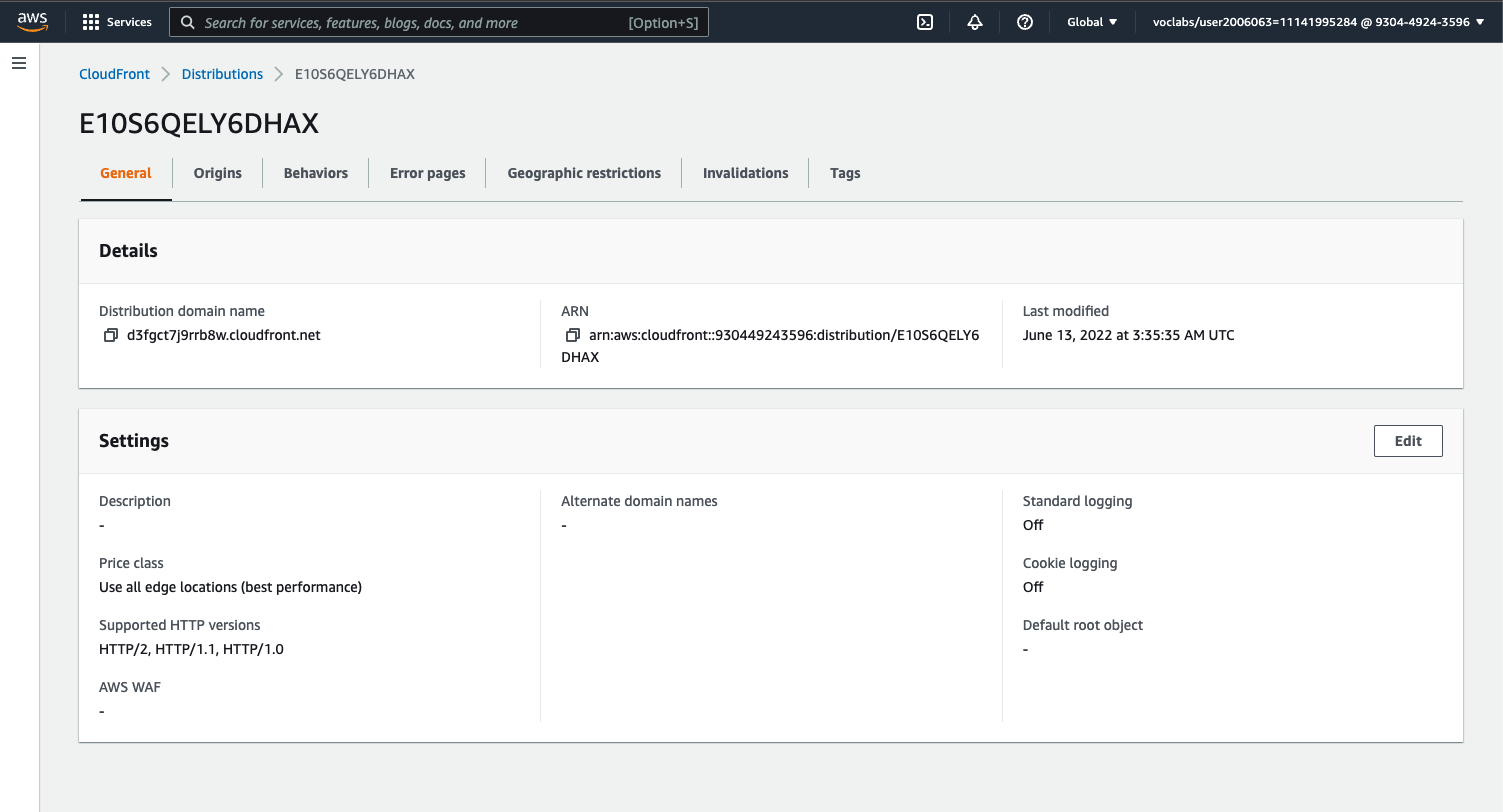 aws Services Search for services, features, blogs, docs, and more [Option+S] Global voclabs/user2006063=11141995284 @ 9304-4924-3596
CloudFront Distributions E10S6QELY6DHAX
E10S6QELY6DHAX
General Origins Behaviors Error pages Geographic restrictions Invalidations Tags
Details
Distribution domain name
d3fgct7j9rrb8w.cloudfront.net
ARN
arn:aws:cloudfront::930449243596:distribution/E10S6QELY6
DHAX
Last modified
June 13, 2022 at 3:35:35 AM UTC
Settings
Edit
Description
-
Price class
Use all edge locations (best performance)
Supported HTTP versions
HTTP/2, HTTP/1.1, HTTP/1.0
AWS WAF
-
Alternate domain names
-
Standard logging
Off
Cookie logging
Off
Default root object
-